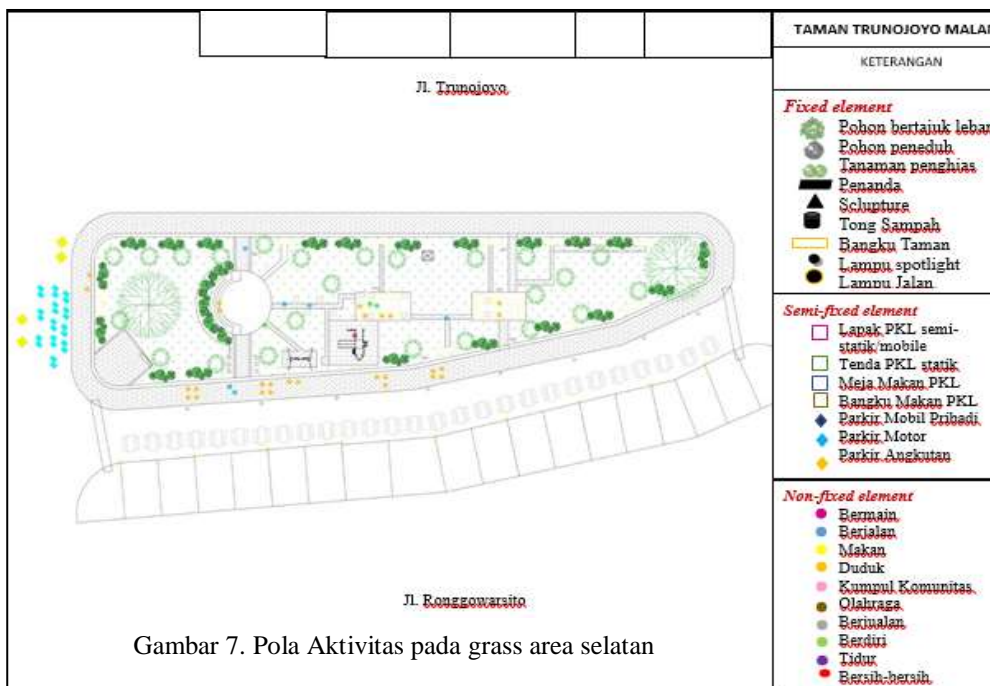 Jl. Trunojoyo
Jl. Ronggowarsito
Gambar 7. Pola Aktivitas pada grass area selatan
TAMAN TRUNOJOYO MALAN
KETERANGAN
Fixed element
Pohon bertajuk lebar
Pohon peneduh
Tanaman penghias
Penanda
Sclupture
Tong Sampah
Bangku Taman
Lampu spotlight
Lampu Jalan
Semi-fixed element
Lapak PKL semi-
statik/mobile
Tenda PKL statik
Meja Makan PKL
Bangku Makan PKL
Parkir Mobil Pribadi
Parkir Motor
Parkir Angkutan
Non-fixed element
Bermain
Berjalan
Makan
Duduk
Kumpul Komunitas
Olahraga
Berjualan
Berdiri
Tidur
Bersih-bersih